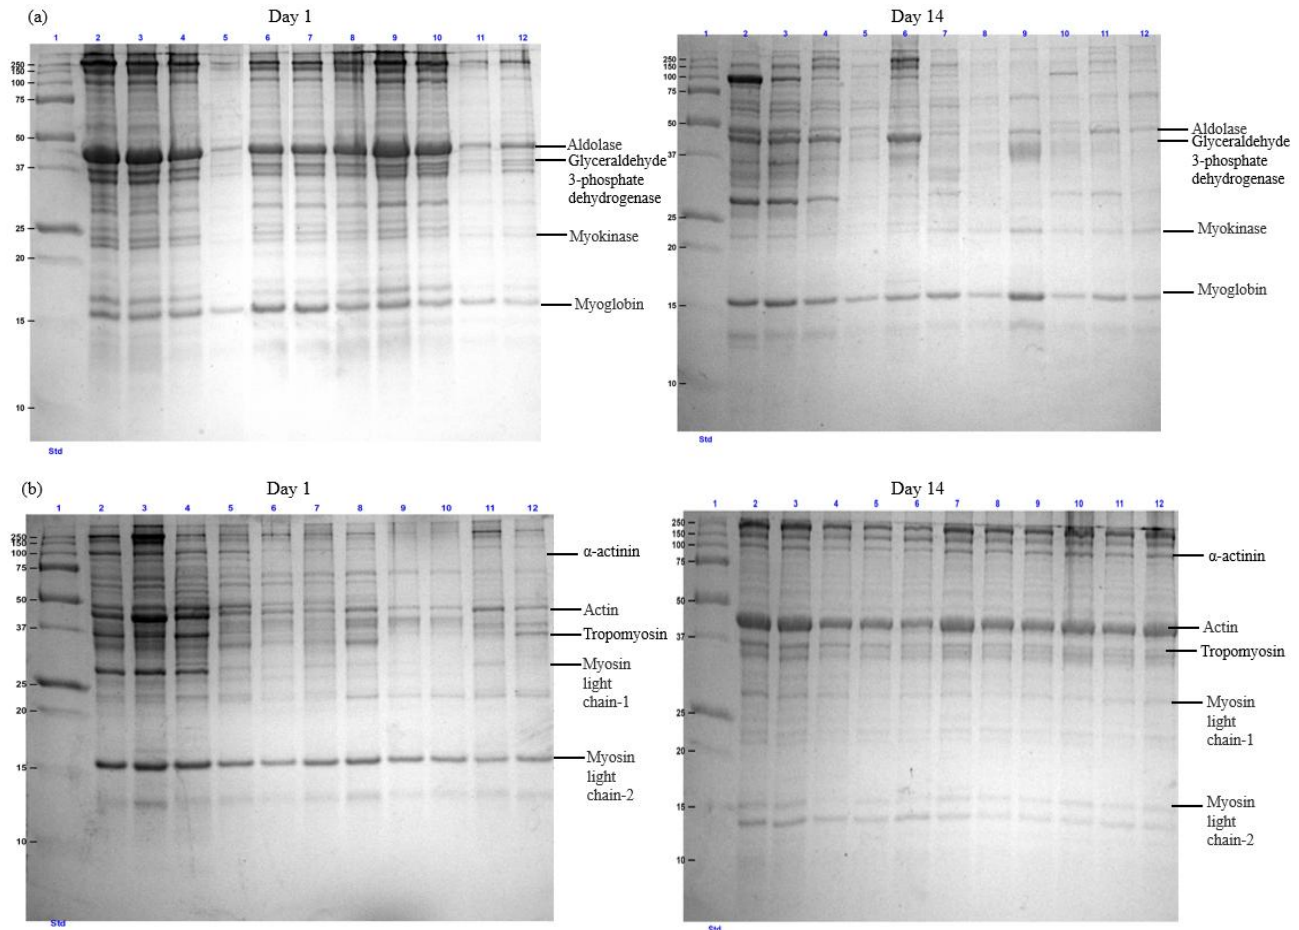 (a) Day 1
1 2 3 4 5 6 7 8 9 10 11 12
250
150
100
75
50
37
25
20
15
10
Std
Aldolase
Glyceraldehyde
3-phosphate
dehydrogenase
Myokinase
Myoglobin
Day 14
1 2 3 4 5 6 7 8 9 10 11 12
250
150
100
75
50
37
25
20
15
10
Std
Aldolase
Glyceraldehyde
3-phosphate
dehydrogenase
Myokinase
Myoglobin
(b) Day 1
1 2 3 4 5 6 7 8 9 10 11 12
250
150
100
75
50
37
25
20
15
10
Std
α-actinin
Actin
Tropomyosin
Myosin
light
chain-1
Myosin
light
chain-2
Day 14
1 2 3 4 5 6 7 8 9 10 11 12
250
150
100
75
50
37
25
20
15
10
Std
α-actinin
Actin
Tropomyosin
Myosin
light
chain-1
Myosin
light
chain-2